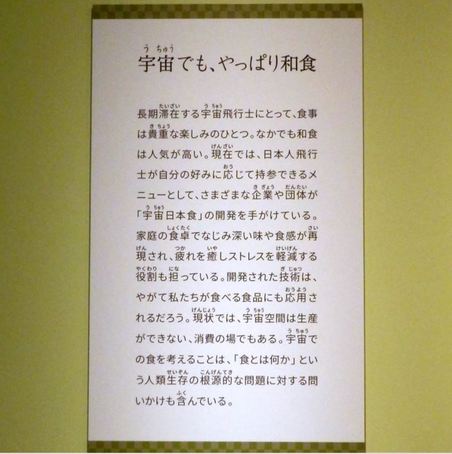 宇宙でも、やっぱり和食
長期滞在する宇宙飛行士にとって、食事
は貴重な楽しみのひとつ。なかでも和食
は人気が高い。現在では、日本人飛行
士が自分の好みに応じて持参できるメ
ニューとして、さまざまな企業や団体が
「宇宙日本食」の開発を手がけている。
家庭の食卓でなじみ深い味や食感が再
現され、疲れを癒しストレスを軽減する
役割も担っている。開発された技術は、
やがて私たちが食べる食品にも応用さ
れるだろう。現状では、宇宙空間は生産
ができない、消費の場でもある。宇宙で
の食を考えることは、「食とは何か」とい
う人類生存の根源的な問題に対する問
いかけも含んでいる。